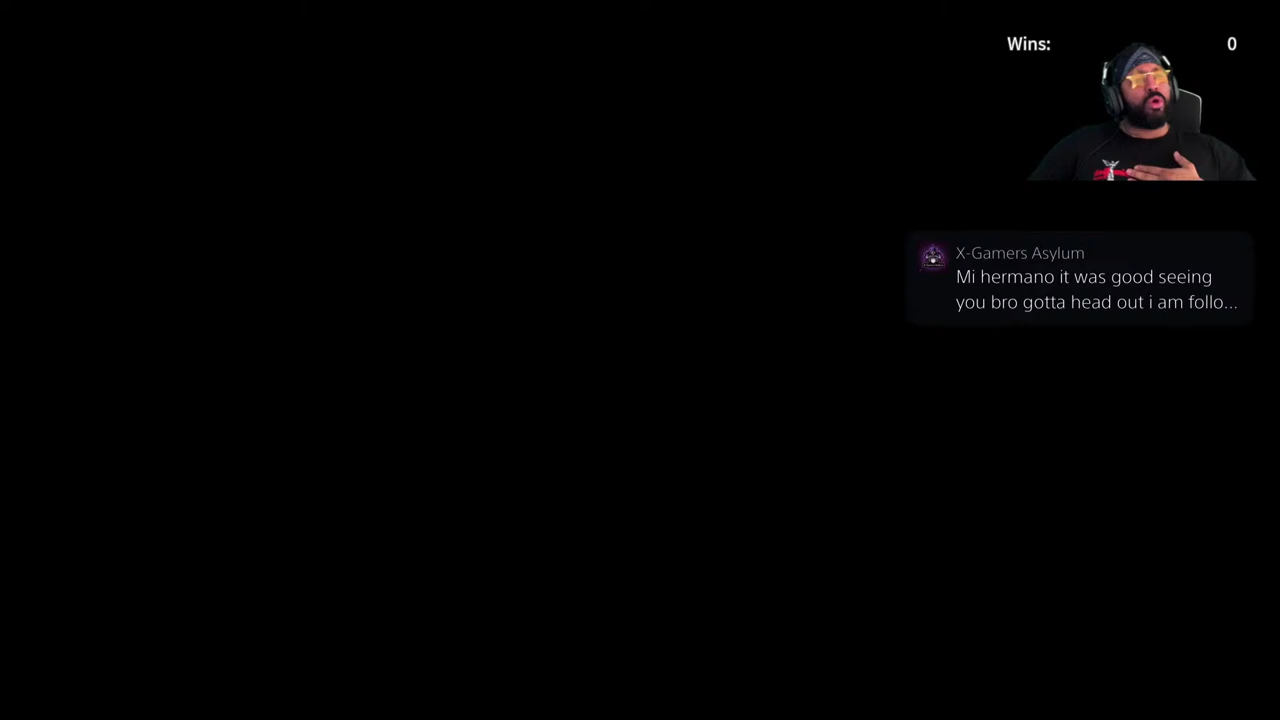 Wins: 0
X-Gamers Asylum
Mi hermano it was good seeing
you bro gotta head out i am follo...